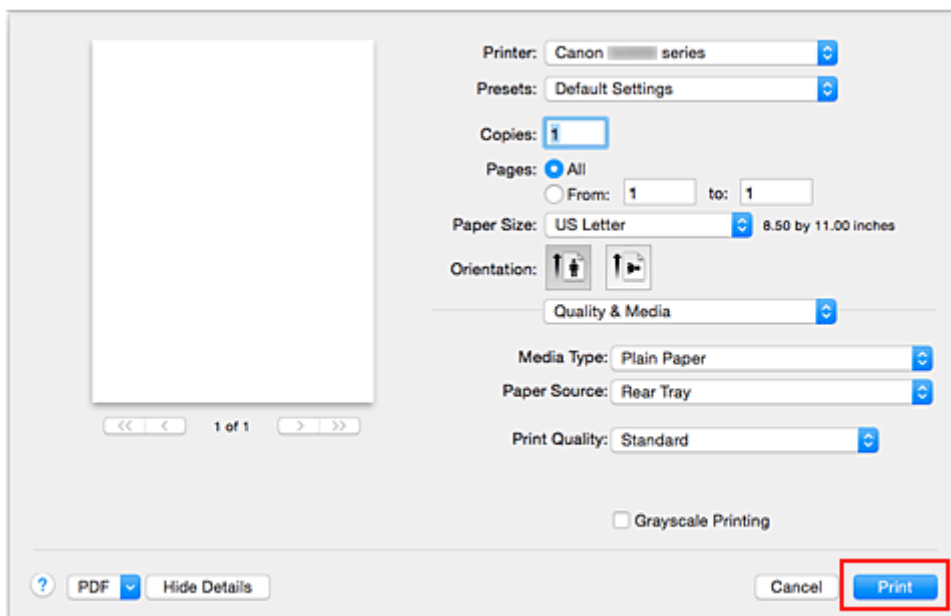 Printer: Canon series
Presets: Default Settings
Copies: 1
Pages: All
From: 1 to: 1
Paper Size: US Letter 8.50 by 11.00 inches
Orientation:
Quality & Media
Media Type: Plain Paper
Paper Source: Rear Tray
1 of 1
Print Quality: Standard
Grayscale Printing
? PDF Hide Details Cancel Print